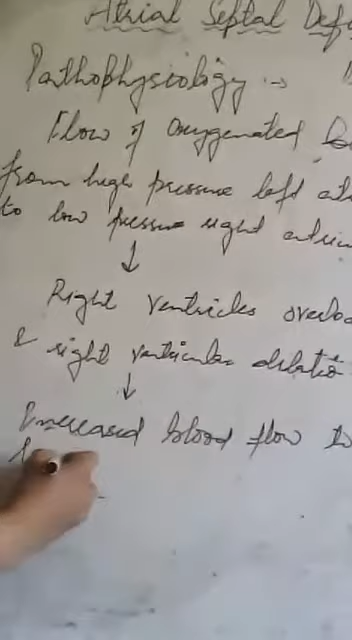 Atrial Septal Def
Pathophysiology :→
Flow of oxygenated b
from high pressure left at
to low pressure right atriu
↓
Right ventricles overlo
& right ventricular dilatio
↓
Increased blood flow to